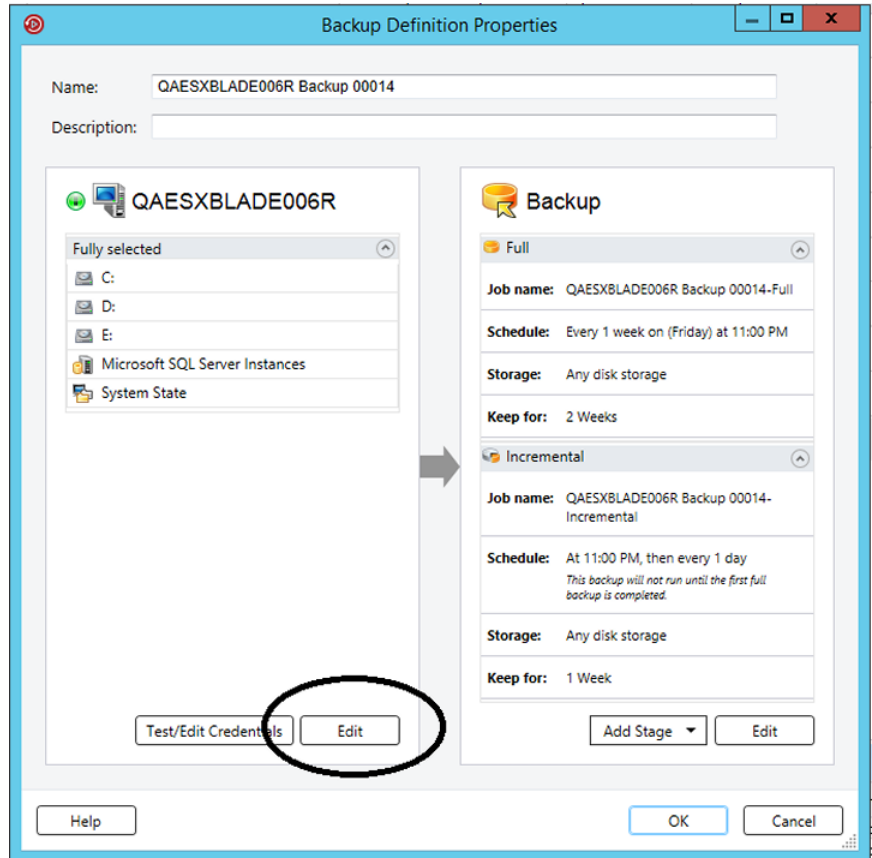 Backup Definition Properties
Name: QAESXBLADE006R Backup 00014
Description:
QAESXBLADE006R
Fully selected
C:
D:
E:
Microsoft SQL Server Instances
System State
Test/Edit Credentials
Edit
Backup
Full
Job name: QAESXBLADE006R Backup 00014-Full
Schedule: Every 1 week on (Friday) at 11:00 PM
Storage: Any disk storage
Keep for: 2 Weeks
Incremental
Job name: QAESXBLADE006R Backup 00014-
Incremental
Schedule: At 11:00 PM, then every 1 day
This backup will not run until the first full
backup is completed.
Storage: Any disk storage
Keep for: 1 Week
Add Stage
Edit
Help
OK
Cancel